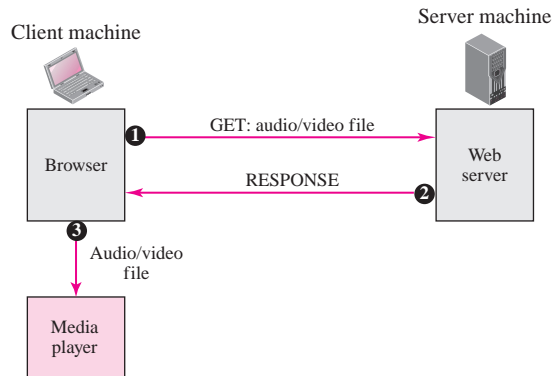 Client machine
Server machine
1
GET: audio/video file
Browser
Web
server
RESPONSE
2
3
Audio/video
file
Media
player